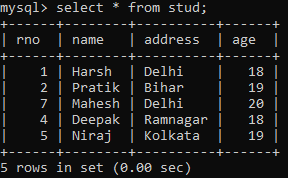 mysql> select * from stud;
+------+--------+----------+------+
| rno  | name   | address  | age  |
+------+--------+----------+------+
|    1 | Harsh  | Delhi    |   18 |
|    2 | Pratik | Bihar    |   19 |
|    7 | Mahesh | Delhi    |   20 |
|    4 | Deepak | Ramnagar |   18 |
|    5 | Niraj  | Kolkata  |   19 |
+------+--------+----------+------+
5 rows in set (0.00 sec)